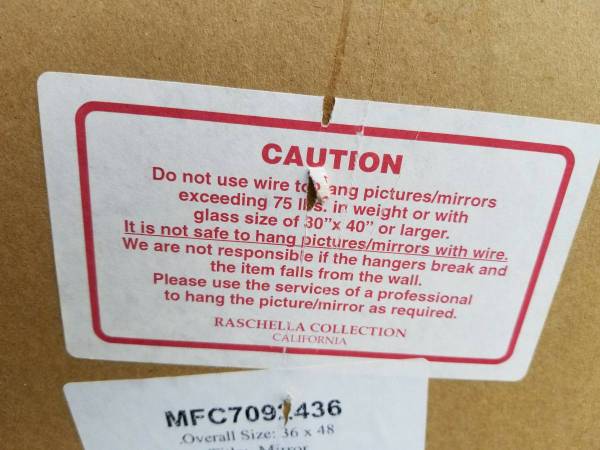 CAUTION
Do not use wire to hang pictures/mirrors
exceeding 75 lbs. in weight or with
glass size of 30"x 40" or larger.
It is not safe to hang pictures/mirrors with wire.
We are not responsible if the hangers break and
the item falls from the wall.
Please use the services of a professional
to hang the picture/mirror as required.
RASCHELLA COLLECTION
CALIFORNIA
Overall Size: 36 x 48
Mirror